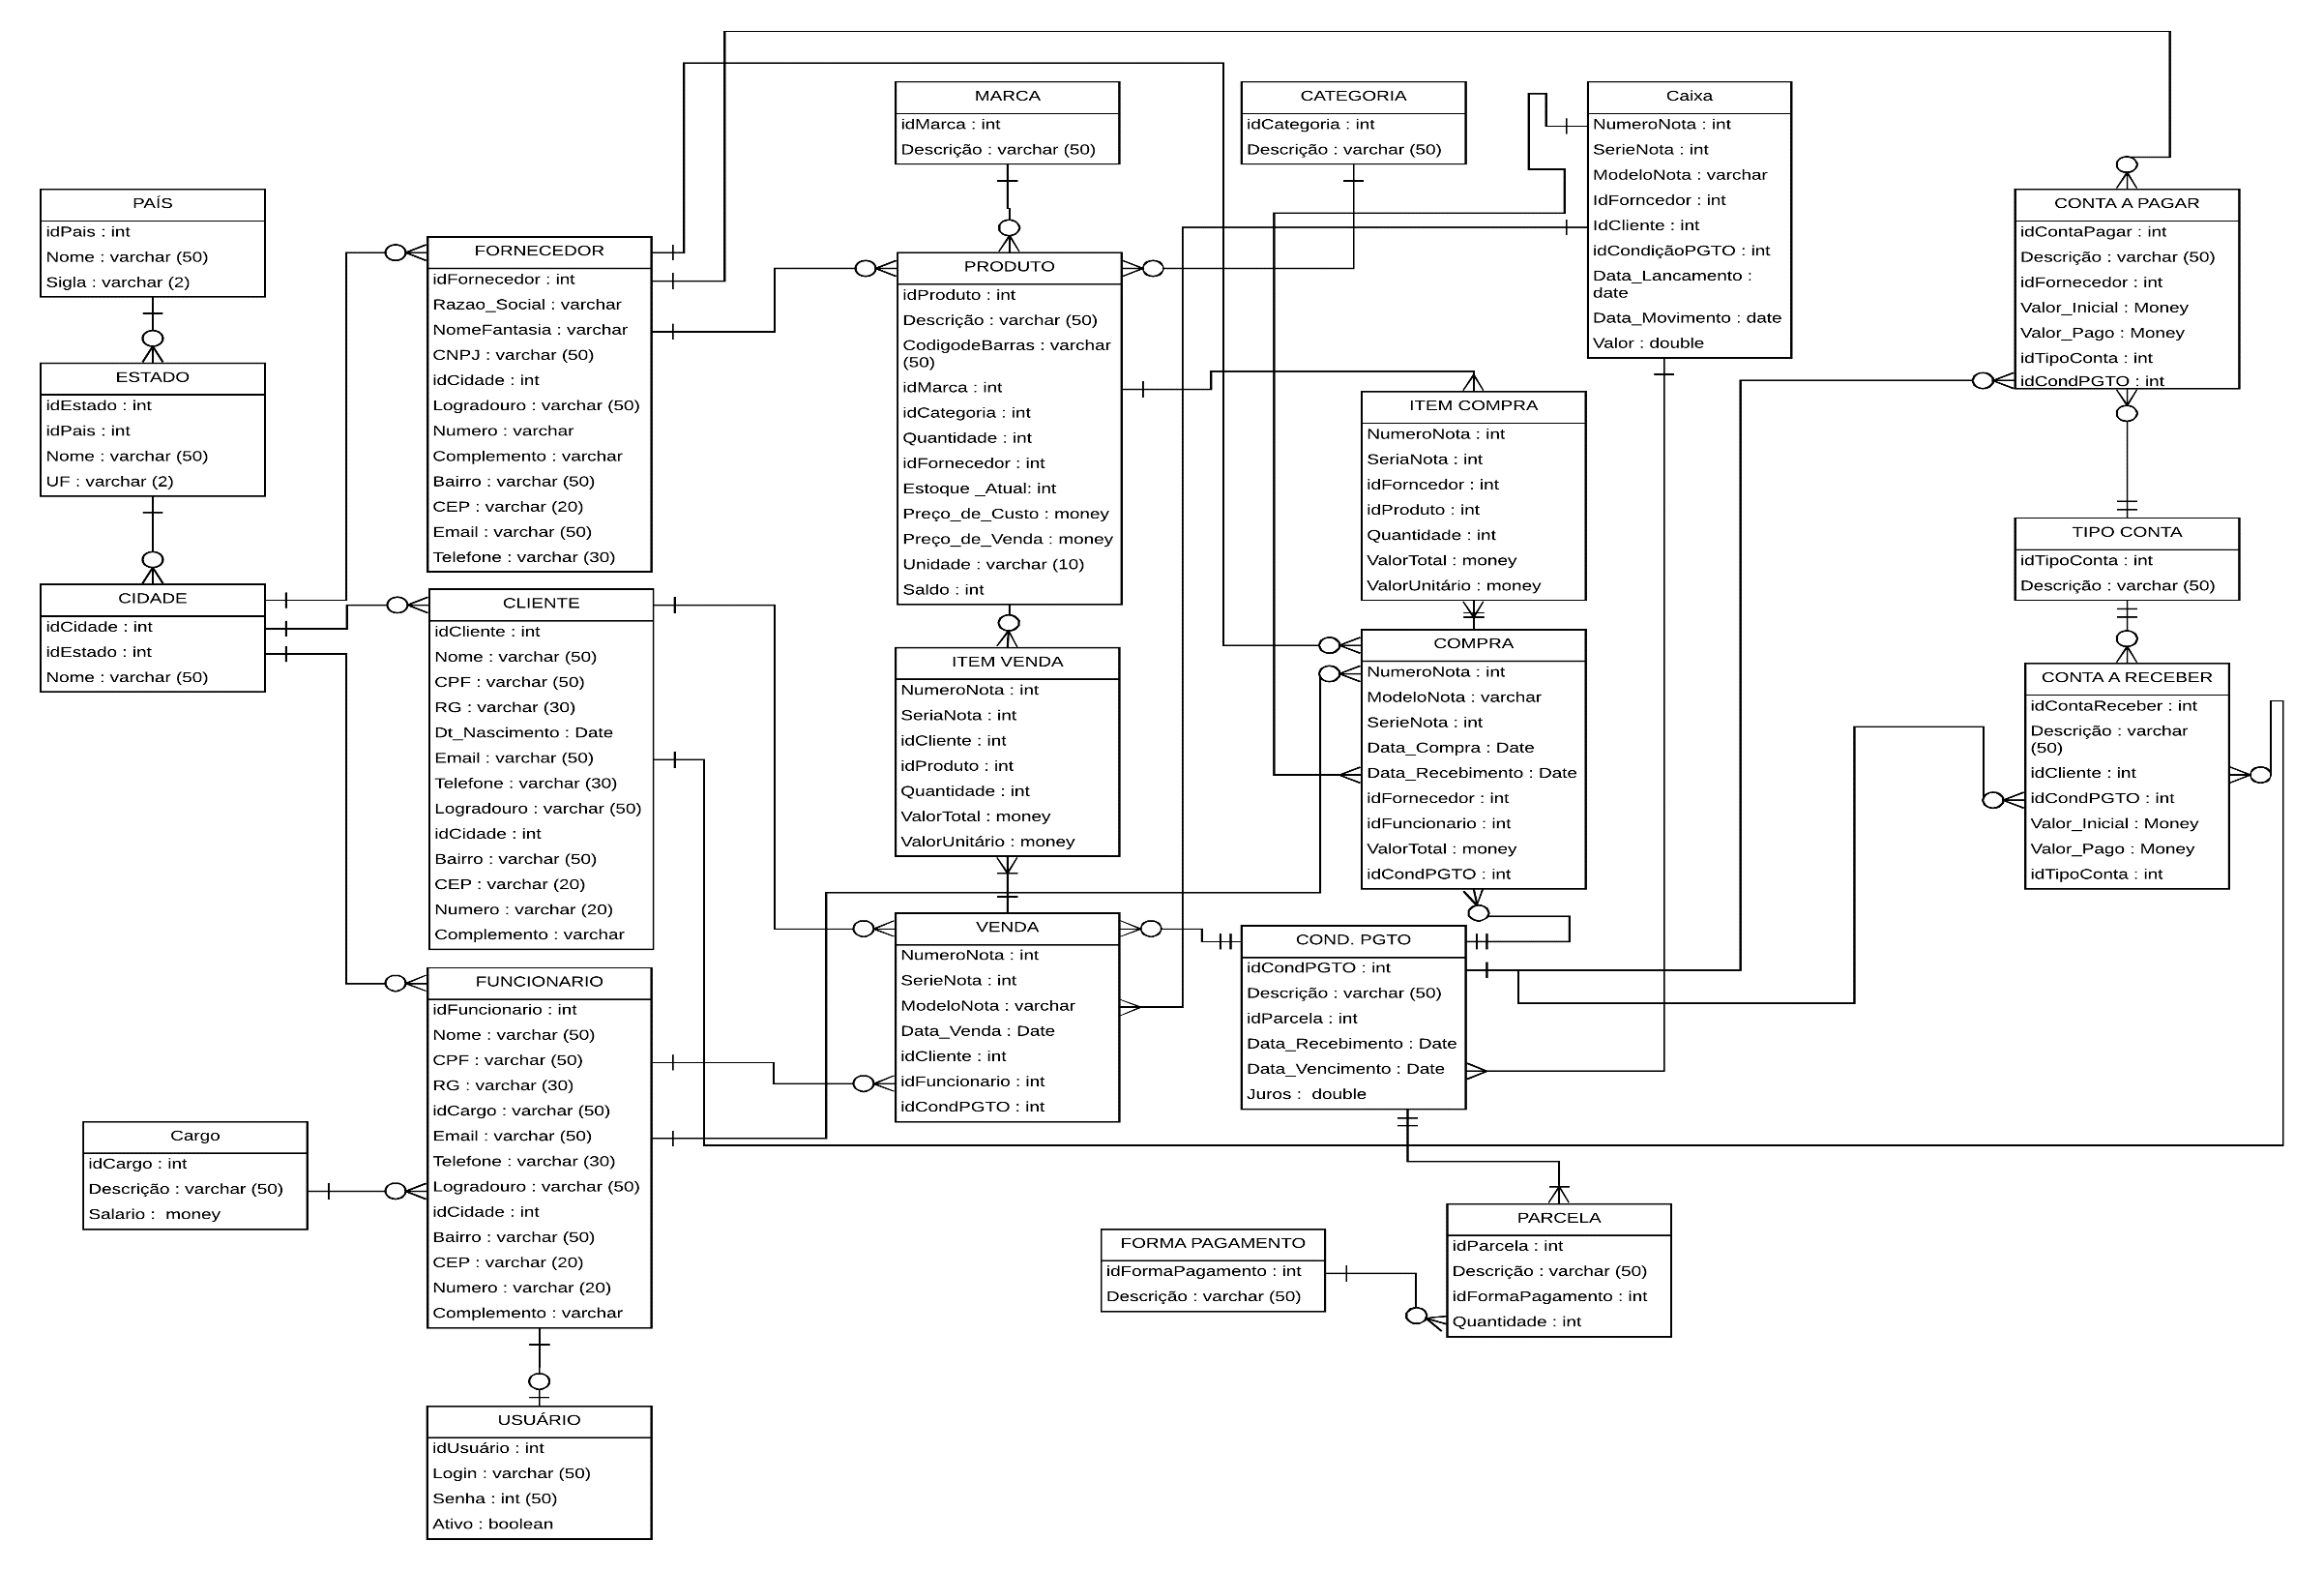 PAÍS
idPais : int
Nome : varchar (50)
Sigla : varchar (2)
ESTADO
idEstado : int
idPais : int
Nome : varchar (50)
UF : varchar (2)
CIDADE
idCidade : int
idEstado : int
Nome : varchar (50)
Cargo
idCargo : int
Descrição : varchar (50)
Salario :  money
FORNECEDOR
idFornecedor : int
Razao_Social : varchar
NomeFantasia : varchar
CNPJ : varchar (50)
idCidade : int
Logradouro : varchar (50)
Numero : varchar
Complemento : varchar
Bairro : varchar (50)
CEP : varchar (20)
Email : varchar (50)
Telefone : varchar (30)
CLIENTE
idCliente : int
Nome : varchar (50)
CPF : varchar (50)
RG : varchar (30)
Dt_Nascimento : Date
Email : varchar (50)
Telefone : varchar (30)
Logradouro : varchar (50)
idCidade : int
Bairro : varchar (50)
CEP : varchar (20)
Numero : varchar (20)
Complemento : varchar
FUNCIONARIO
idFuncionario : int
Nome : varchar (50)
CPF : varchar (50)
RG : varchar (30)
idCargo : varchar (50)
Email : varchar (50)
Telefone : varchar (30)
Logradouro : varchar (50)
idCidade : int
Bairro : varchar (50)
CEP : varchar (20)
Numero : varchar (20)
Complemento : varchar
USUÁRIO
idUsuário : int
Login : varchar (50)
Senha : int (50)
Ativo : boolean
MARCA
idMarca : int
Descrição : varchar (50)
PRODUTO
idProduto : int
Descrição : varchar (50)
CodigodeBarras : varchar
(50)
idMarca : int
idCategoria : int
Quantidade : int
idFornecedor : int
Estoque _Atual: int
Preço_de_Custo : money
Preço_de_Venda : money
Unidade : varchar (10)
Saldo : int
ITEM VENDA
NumeroNota : int
SeriaNota : int
idCliente : int
idProduto : int
Quantidade : int
ValorTotal : money
ValorUnitário : money
VENDA
NumeroNota : int
SerieNota : int
ModeloNota : varchar
Data_Venda : Date
idCliente : int
idFuncionario : int
idCondPGTO : int
CATEGORIA
idCategoria : int
Descrição : varchar (50)
ITEM COMPRA
NumeroNota : int
SeriaNota : int
idForncedor : int
idProduto : int
Quantidade : int
ValorTotal : money
ValorUnitário : money
COMPRA
NumeroNota : int
ModeloNota : varchar
SerieNota : int
Data_Compra : Date
Data_Recebimento : Date
idFornecedor : int
idFuncionario : int
ValorTotal : money
idCondPGTO : int
COND. PGTO
idCondPGTO : int
Descrição : varchar (50)
idParcela : int
Data_Recebimento : Date
Data_Vencimento : Date
Juros :  double
FORMA PAGAMENTO
idFormaPagamento : int
Descrição : varchar (50)
PARCELA
idParcela : int
Descrição : varchar (50)
idFormaPagamento : int
Quantidade : int
Caixa
NumeroNota : int
SerieNota : int
ModeloNota : varchar
IdForncedor : int
IdCliente : int
idCondiçãoPGTO : int
Data_Lancamento :
date
Data_Movimento : date
Valor : double
CONTA A PAGAR
idContaPagar : int
Descrição : varchar (50)
idFornecedor : int
Valor_Inicial : Money
Valor_Pago : Money
idTipoConta : int
idCondPGTO : int
TIPO CONTA
idTipoConta : int
Descrição : varchar (50)
CONTA A RECEBER
idContaReceber : int
Descrição : varchar
(50)
idCliente : int
idCondPGTO : int
Valor_Inicial : Money
Valor_Pago : Money
idTipoConta : int